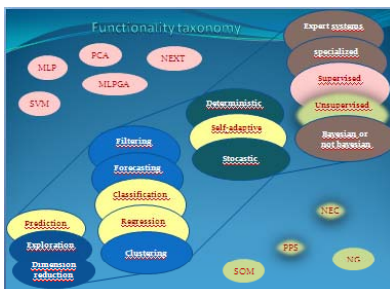 Functionality taxonomy
Expert systems
specialized
Supervised
Unsupervised
Bayesian or
not bayesian
MLP
PCA
NEXT
MLPGA
SVM
Deterministic
Self-adaptive
Stocastic
Filtering
Forecasting
Classification
Regression
Clustering
Prediction
Exploration
Dimension
reduction
NEC
PPS
NG
SOM